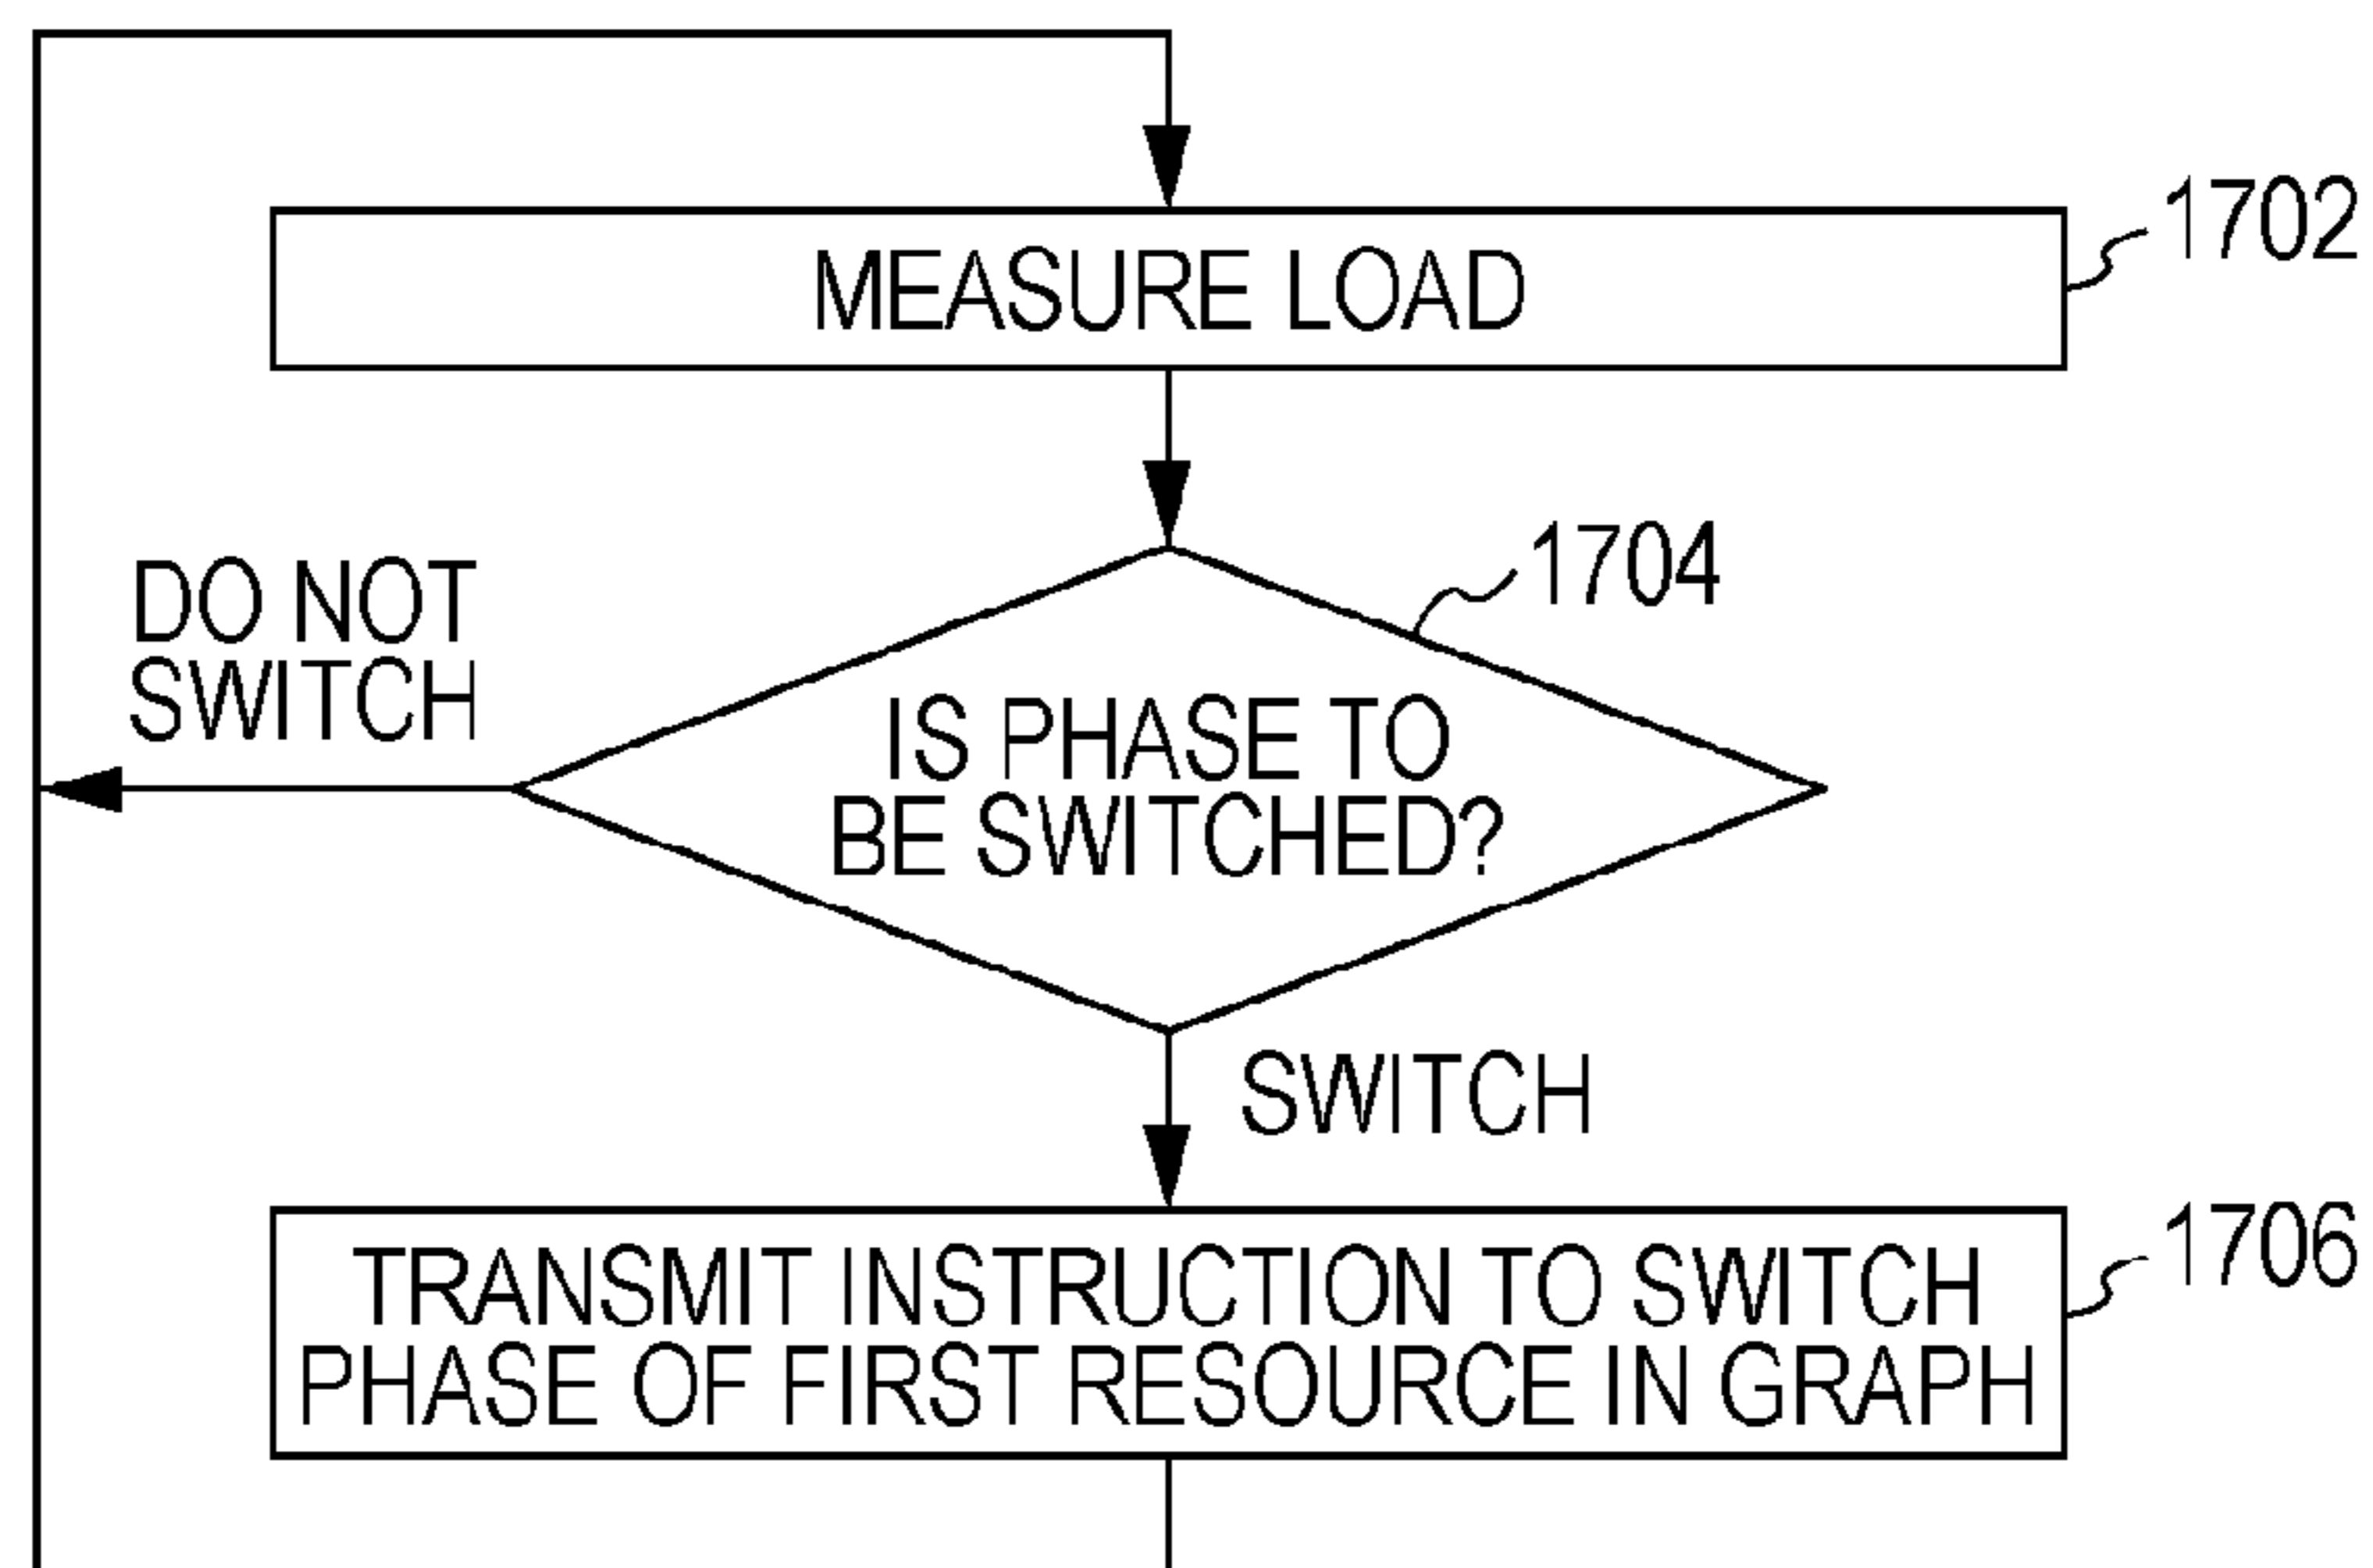 MEASURE LOAD
1702
1704
DO NOT
SWITCH
IS PHASE TO
BE SWITCHED?
SWITCH
TRANSMIT INSTRUCTION TO SWITCH
PHASE OF FIRST RESOURCE IN GRAPH
1706